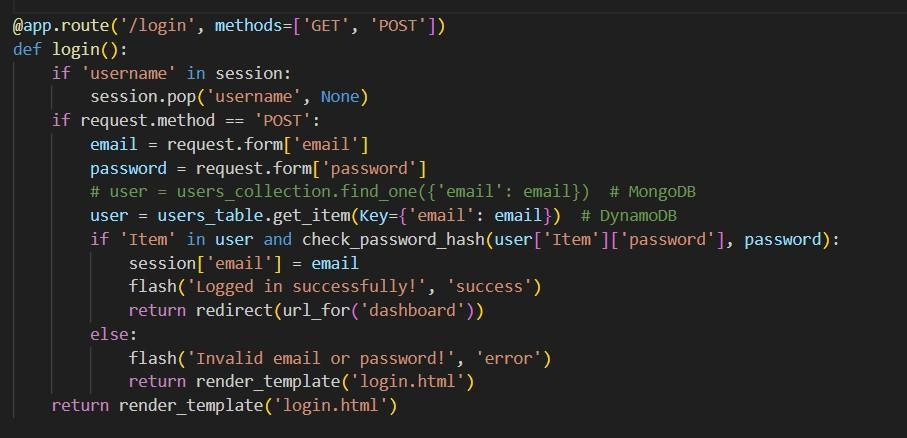 @app.route('/login', methods=['GET', 'POST'])
def login():
    if 'username' in session:
        session.pop('username', None)
    if request.method == 'POST':
        email = request.form['email']
        password = request.form['password']
        # user = users_collection.find_one({'email': email})  # MongoDB
        user = users_table.get_item(Key={'email': email})  # DynamoDB
        if 'Item' in user and check_password_hash(user['Item']['password'], password):
            session['email'] = email
            flash('Logged in successfully!', 'success')
            return redirect(url_for('dashboard'))
        else:
            flash('Invalid email or password!', 'error')
            return render_template('login.html')
    return render_template('login.html')